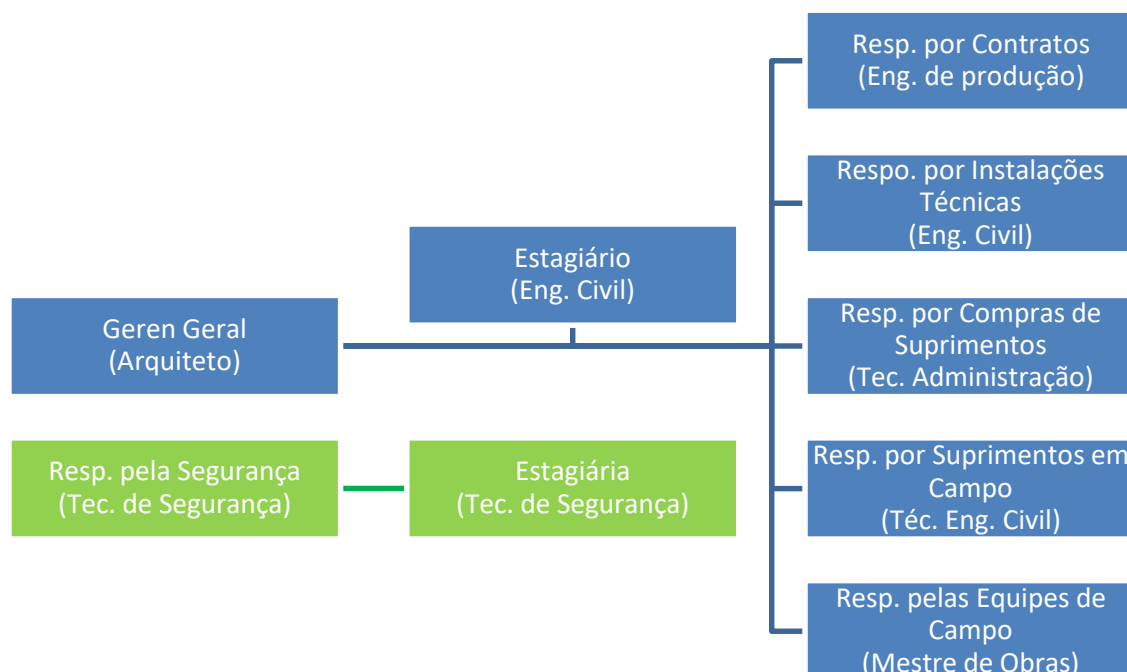 Geren Geral
(Arquiteto)
Estagiário
(Eng. Civil)
Resp. por Contratos
(Eng. de produção)
Respo. por Instalações
Técnicas
(Eng. Civil)
Resp. por Compras de
Suprimentos
(Tec. Administração)
Resp. por Suprimentos em
Campo
(Téc. Eng. Civil)
Resp. pelas Equipes de
Campo
(Mestre de Obras)
Resp. pela Segurança
(Tec. de Segurança)
Estagiária
(Tec. de Segurança)